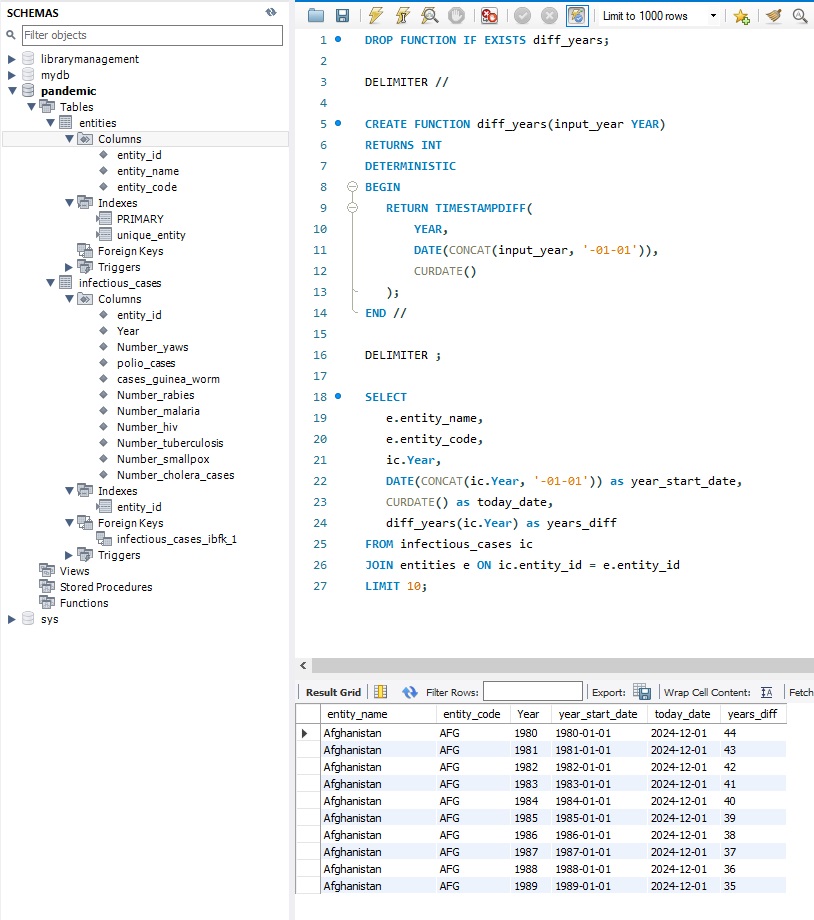 SCHEMAS
Filter objects
librarymanagement
mydb
pandemic
Tables
entities
Columns
entity_id
entity_name
entity_code
Indexes
PRIMARY
unique_entity
Foreign Keys
Triggers
infectious_cases
Columns
entity_id
Year
Number_yaws
polio_cases
cases_guinea_worm
Number_rabies
Number_malaria
Number_hiv
Number_tuberculosis
Number_smallpox
Number_cholera_cases
Indexes
entity_id
Foreign Keys
infectious_cases_ibfk_1
Triggers
Views
Stored Procedures
Functions
sys
Limit to 1000 rows
1 DROP FUNCTION IF EXISTS diff_years;
2
3 DELIMITER //
4
5 CREATE FUNCTION diff_years(input_year YEAR)
6 RETURNS INT
7 DETERMINISTIC
8 BEGIN
9 RETURN TIMESTAMPDIFF(
10 YEAR,
11 DATE(CONCAT(input_year, '-01-01')),
12 CURDATE()
13 );
14 END //
15
16 DELIMITER ;
17
18 SELECT
19 e.entity_name,
20 e.entity_code,
21 ic.Year,
22 DATE(CONCAT(ic.Year, '-01-01')) as year_start_date,
23 CURDATE() as today_date,
24 diff_years(ic.Year) as years_diff
25 FROM infectious_cases ic
26 JOIN entities e ON ic.entity_id = e.entity_id
27 LIMIT 10;
Result Grid Filter Rows: Export: Wrap Cell Content: Fetch
entity_name entity_code Year year_start_date today_date years_diff
Afghanistan AFG 1980 1980-01-01 2024-12-01 44
Afghanistan AFG 1981 1981-01-01 2024-12-01 43
Afghanistan AFG 1982 1982-01-01 2024-12-01 42
Afghanistan AFG 1983 1983-01-01 2024-12-01 41
Afghanistan AFG 1984 1984-01-01 2024-12-01 40
Afghanistan AFG 1985 1985-01-01 2024-12-01 39
Afghanistan AFG 1986 1986-01-01 2024-12-01 38
Afghanistan AFG 1987 1987-01-01 2024-12-01 37
Afghanistan AFG 1988 1988-01-01 2024-12-01 36
Afghanistan AFG 1989 1989-01-01 2024-12-01 35